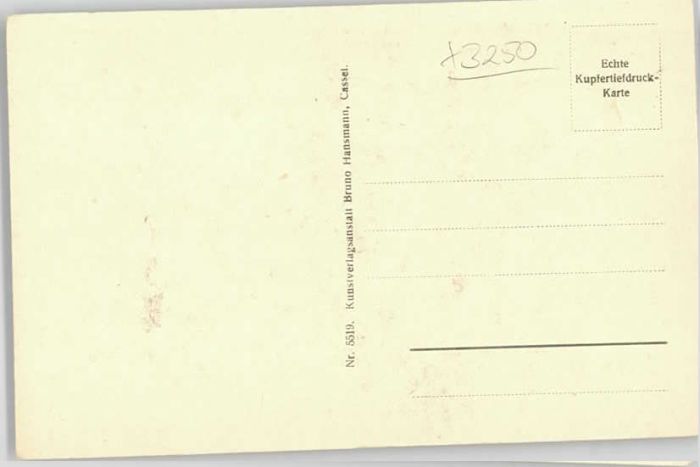 +3250
Echte
Kupfertiefdruck-
Karte
Nr. 5519. Kunstverlagsanstalt Bruno Hansmann, Cassel.